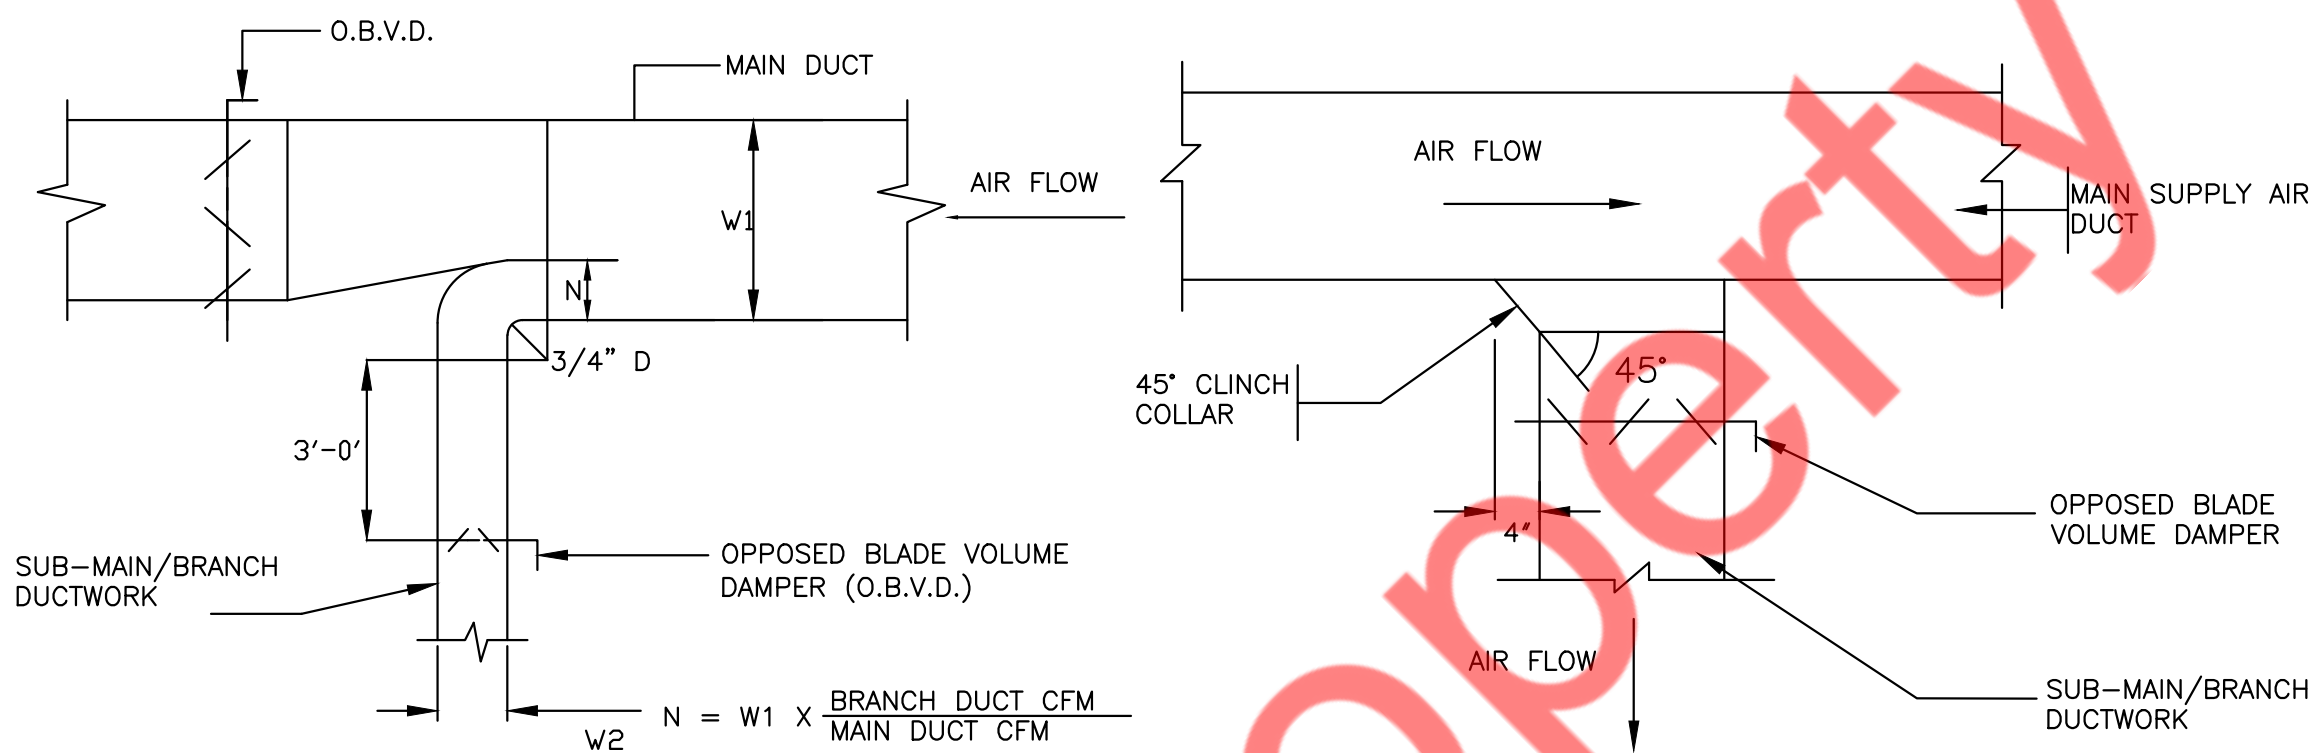 O.B.V.D.
MAIN DUCT
AIR FLOW
W1
N
3/4" D
3'-0'
SUB-MAIN/BRANCH
DUCTWORK
OPPOSED BLADE VOLUME
DAMPER (O.B.V.D.)
W2
N = W1 X BRANCH DUCT CFM
MAIN DUCT CFM
AIR FLOW
MAIN SUPPLY AIR
DUCT
45° CLINCH
COLLAR
45°
4"
OPPOSED BLADE
VOLUME DAMPER
AIR FLOW
SUB-MAIN/BRANCH
DUCTWORK
operty